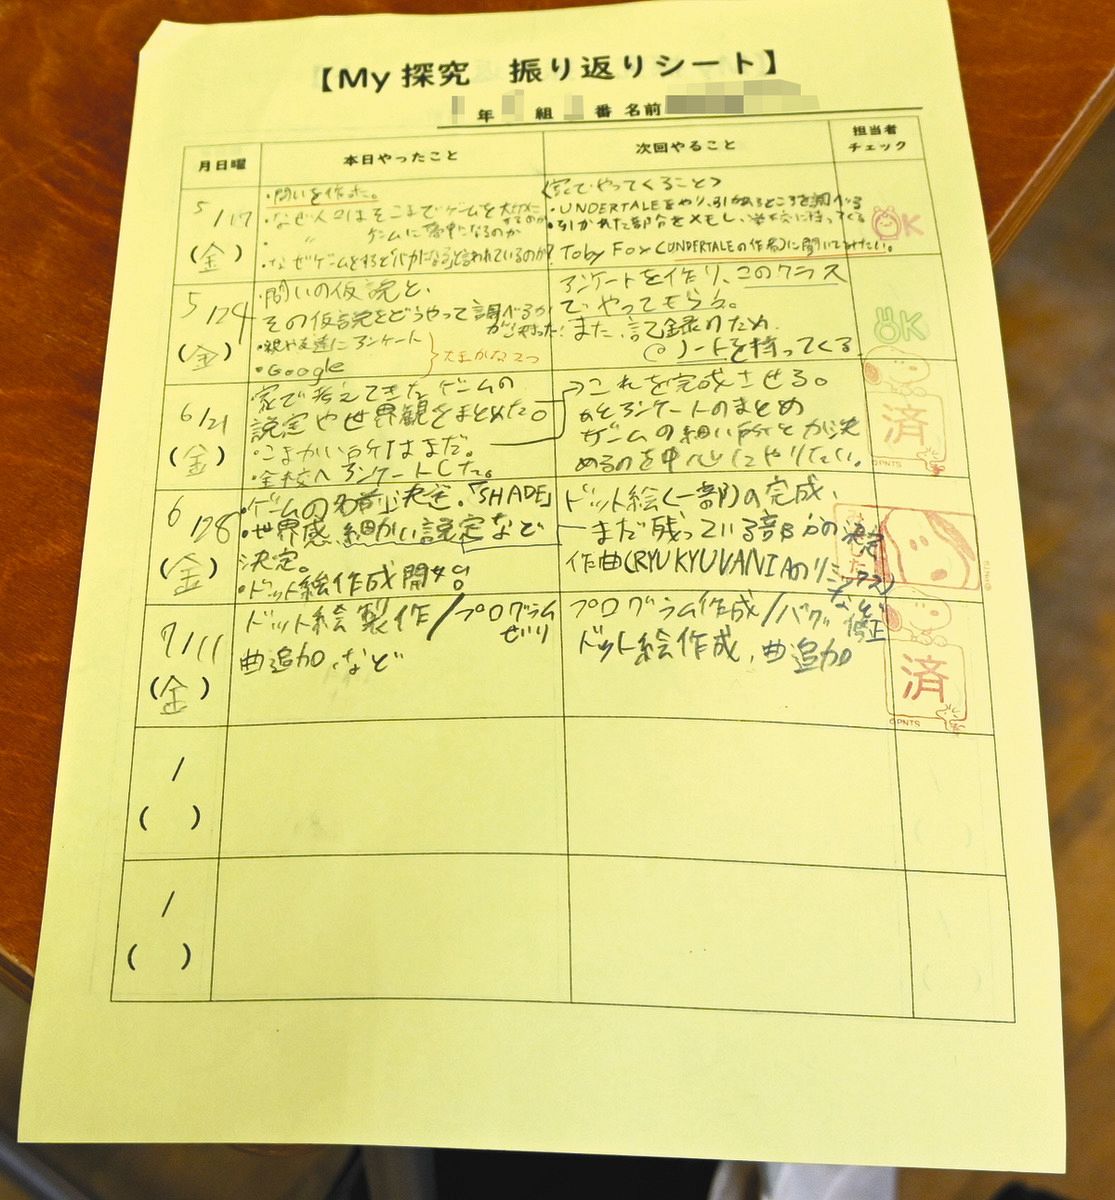 【My 探究　振り返りシート】
年　組　番 名前
月日曜
本日やったこと
次回やること
担当者
チェック
5/17
(金)
・問いを作った。
・なぜ人々はそこまでゲームを大切にするのか
・　〃　ゲームに夢中になるのか
・なぜゲームをすると「バカになる」と言われているのか?
〈家でやってくること〉
・UNDERTALEをやり、引かれるところを調べる
・引かれた部分をメモし、学校に持ってくる
Toby Fox(UNDERTALEの作者)に聞いてみたい。
OK
5/24
(金)
・問いの仮説と、
その仮説をどうやって調べるか
が決まった!
・親や友達にアンケート
・Google
大まかな2つ
アンケートを作り、このクラス
でやってもらう。
また、記録のため
@ノートを持ってくる
OK
6/21
(金)
家で考えてきたゲームの
設定や世界観をまとめた。
・こまかい所はまだ。
・全校へアンケートした。
→これを完成させる。
あとアンケートのまとめ
ゲームの細い所とか決
めるのを中心にやりたい。
済
©PNTS
6/28
(金)
・ゲームの名前決定。「SHADE」
・世界感、細かい設定など
決定。
・ドット絵作成開始。
ドット絵(一部)の完成、
まだ残っている部分の決定
作曲(RYUKYUVANIAのリミックス)
など
7/11
(金)
ドット絵製作/プログラム
せいり
曲追加、など
プログラム作成/バグ修正
ドット絵作成、曲追加
済
©PNTS
/
( )
/
( )